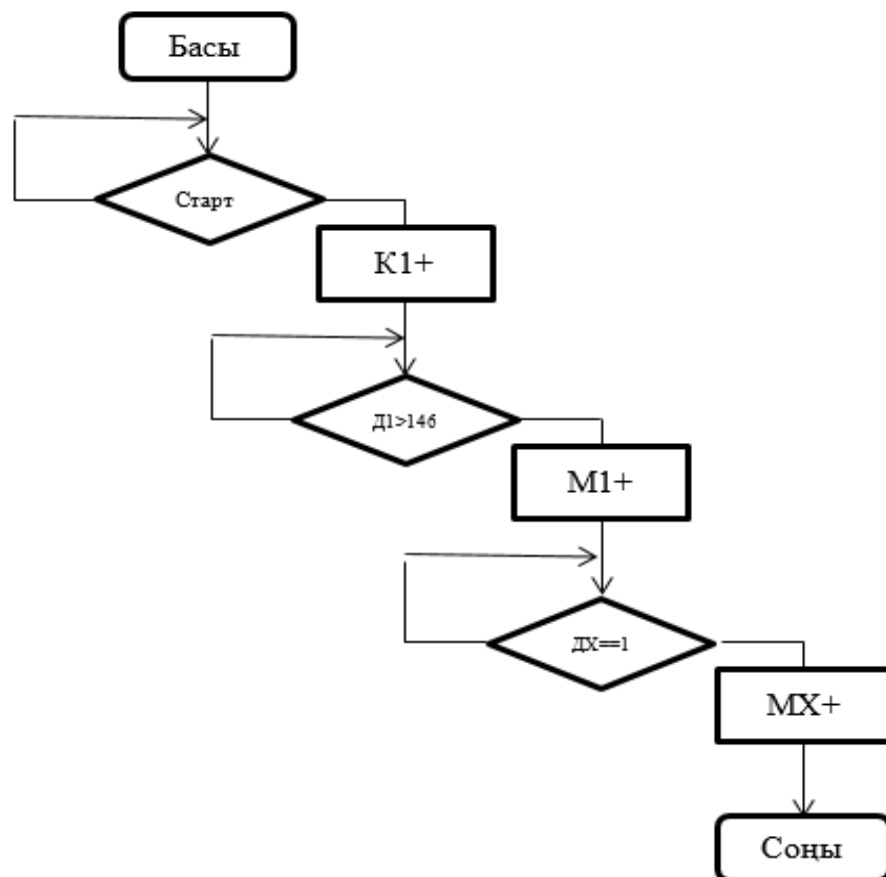 Басы
Старт
К1+
Д1>146
М1+
ДХ==1
МХ+
Соңы